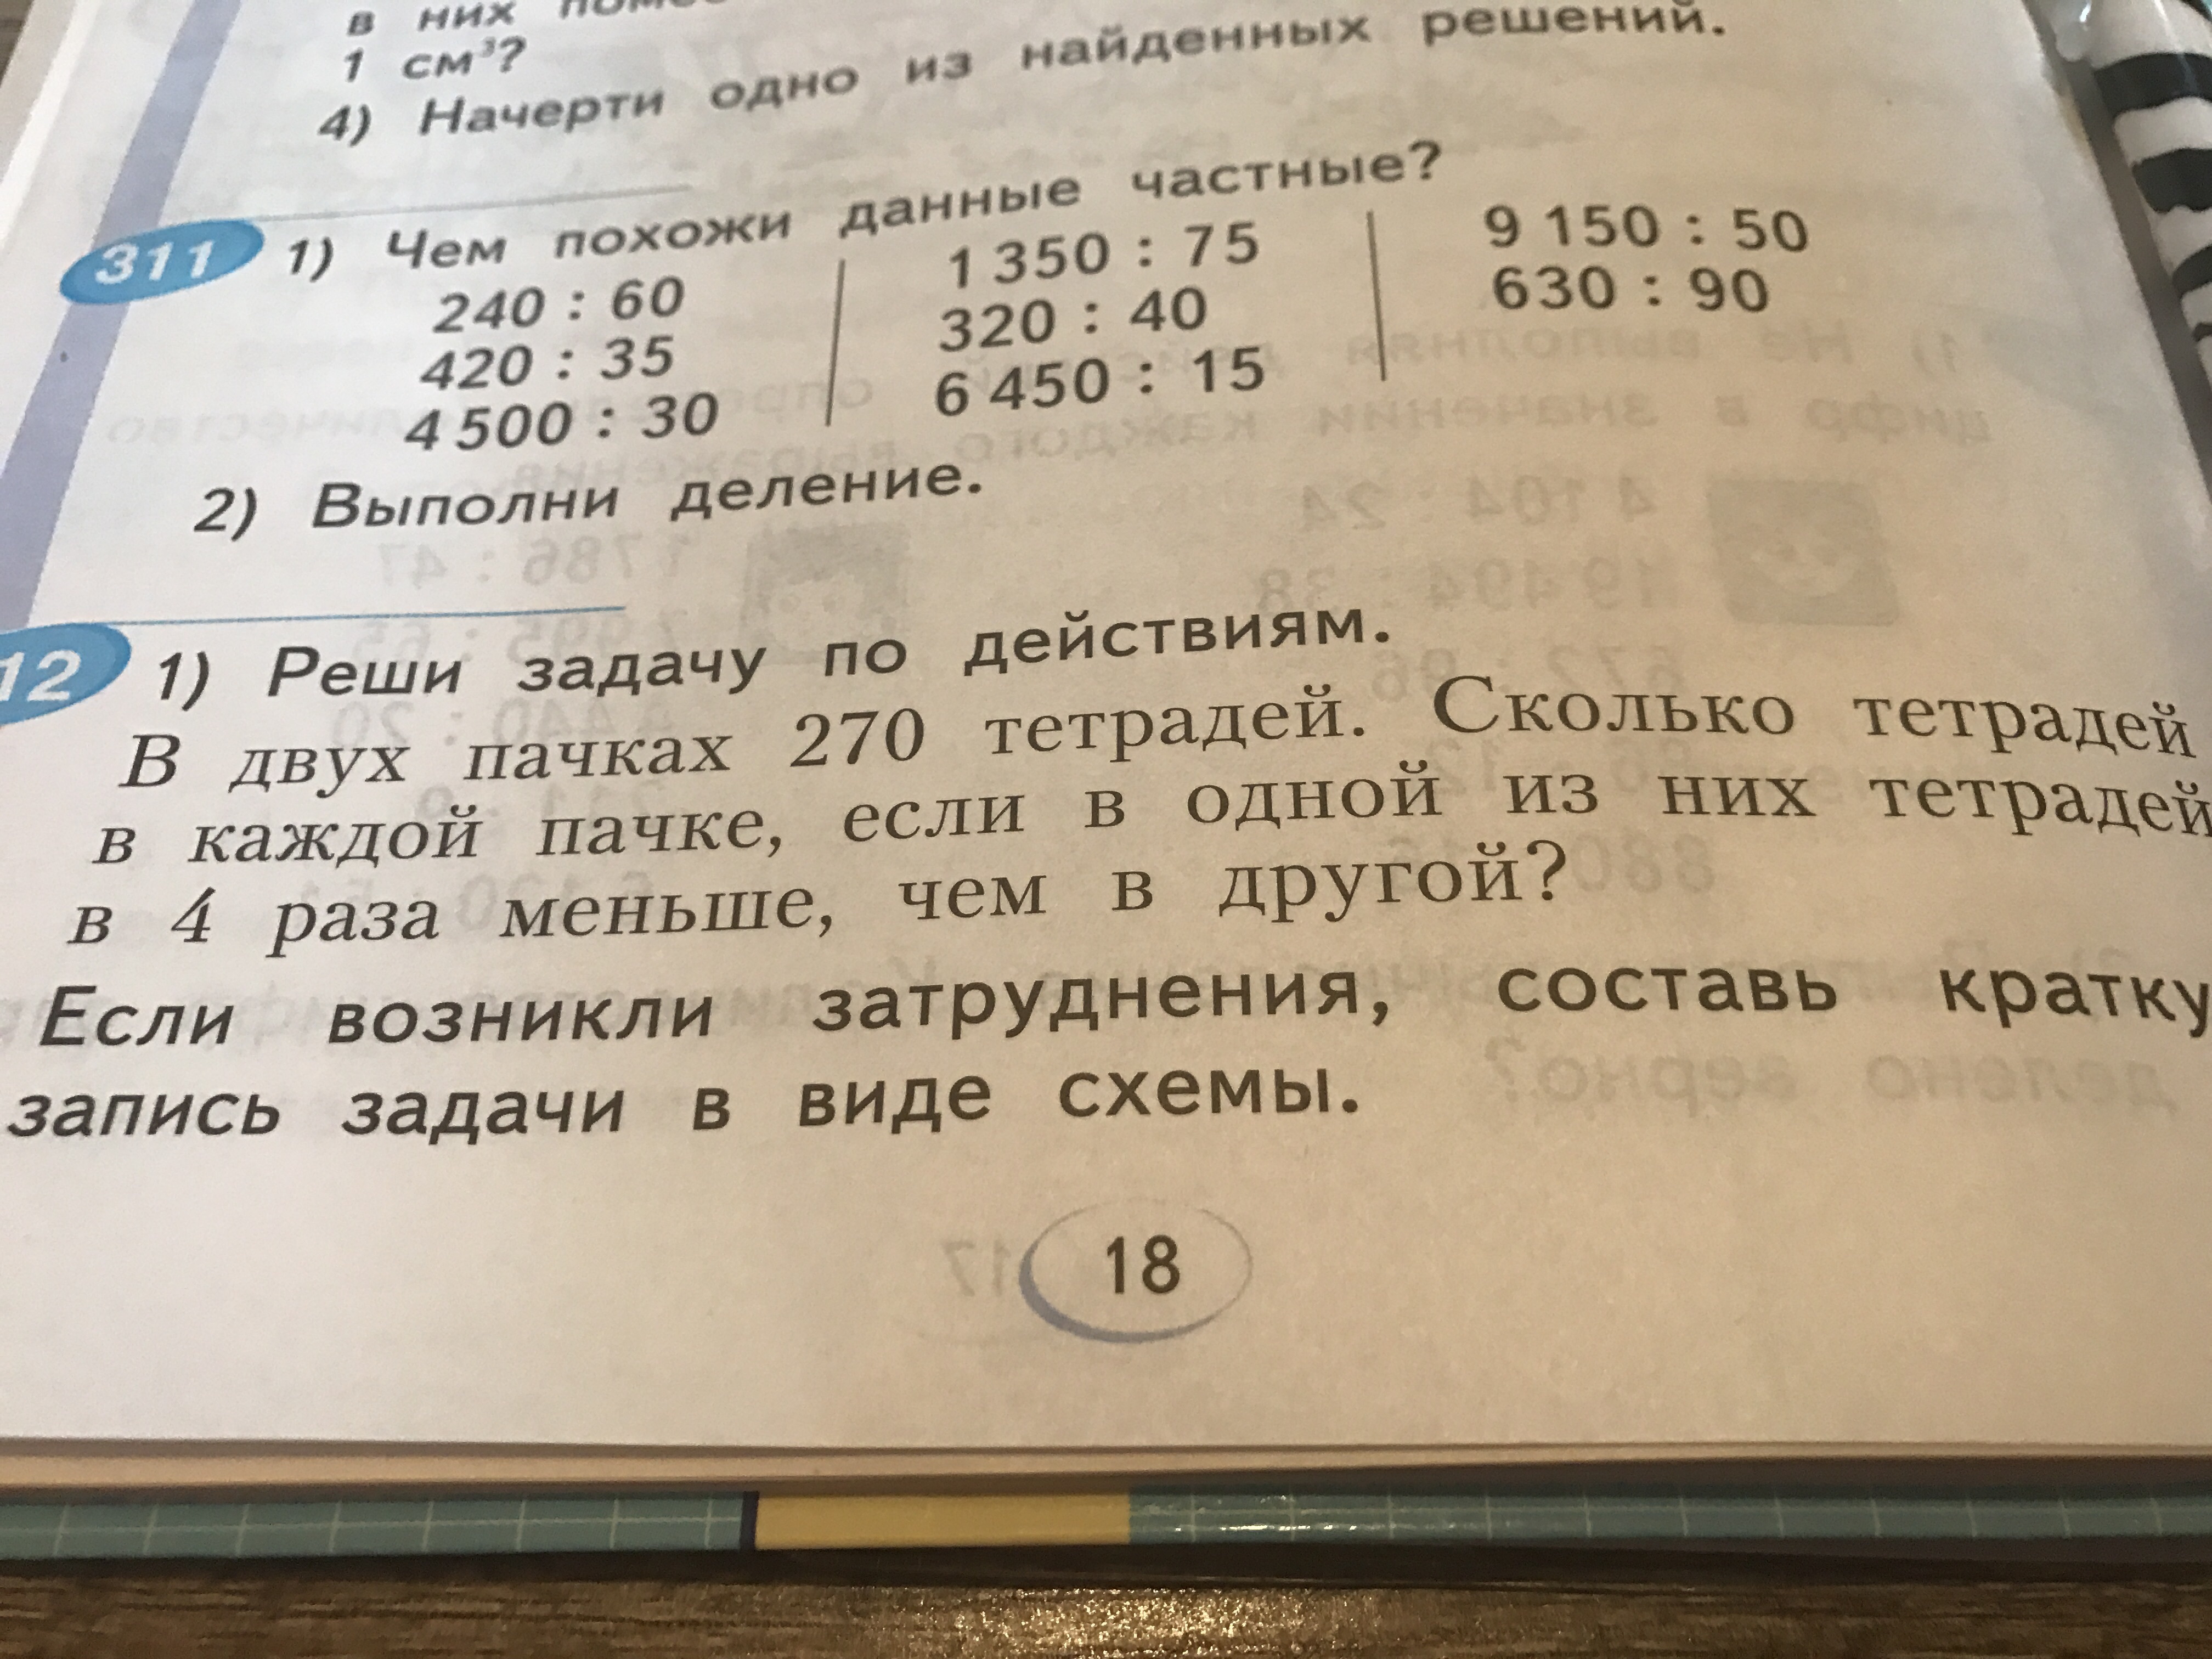 в них
1 см³?
4) Начерти одно из найденных решений.
311 1) Чем похожи данные частные?
240 : 60 1 350 : 75 9 150 : 50
420 : 35 320 : 40 630 : 90
4 500 : 30 6 450 : 15
2) Выполни деление.
12 1) Реши задачу по действиям.
В двух пачках 270 тетрадей. Сколько тетрадей
в каждой пачке, если в одной из них тетрадей
в 4 раза меньше, чем в другой?
Если возникли затруднения, составь кратку
запись задачи в виде схемы.
18